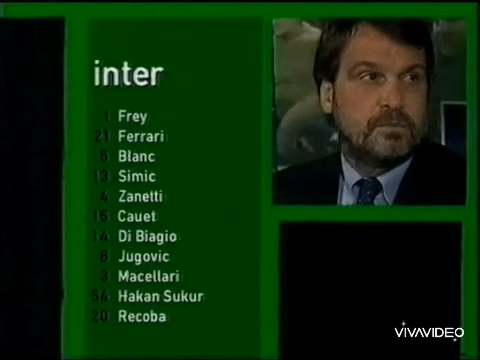 inter
1 Frey
21 Ferrari
5 Blanc
13 Simic
4 Zanetti
15 Cauet
14 Di Biagio
8 Jugovic
3 Macellari
54 Hakan Sukur
20 Recoba
VIVAVIDEO